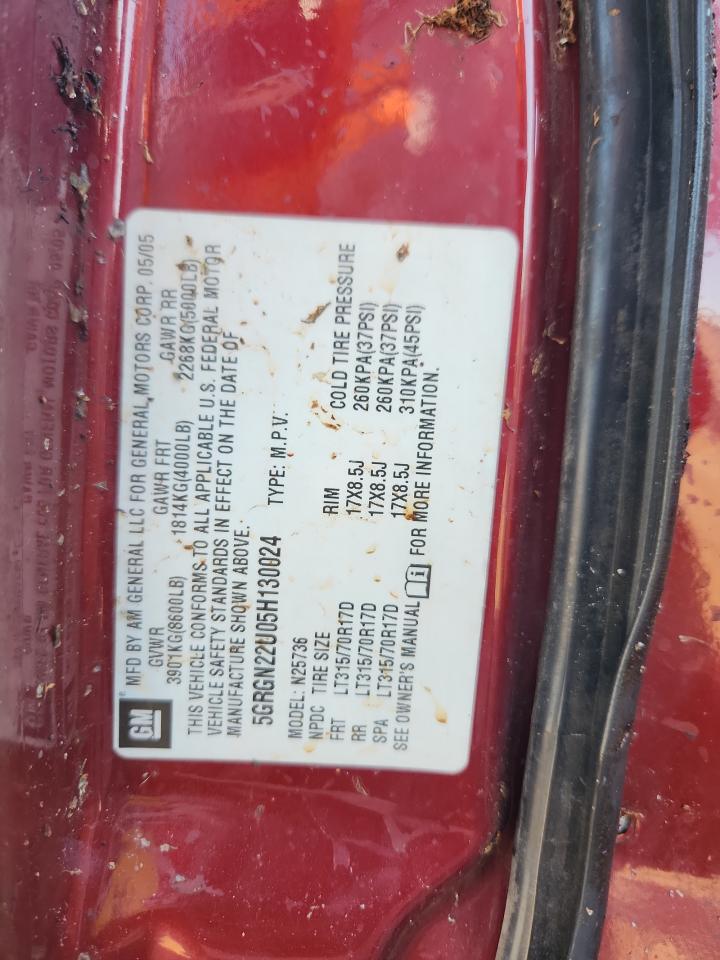 GM ® MFD BY AM GENERAL LLC FOR GENERAL MOTORS CORP. 05/05
GVWR GAWR FRT GAWR RR
3901KG(8600LB) 1814KG(4000LB) 2268KG(5000LB)
THIS VEHICLE CONFORMS TO ALL APPLICABLE U.S. FEDERAL MOTOR
VEHICLE SAFETY STANDARDS IN EFFECT ON THE DATE OF
MANUFACTURE SHOWN ABOVE.
5GRGN22U05H130024 TYPE: M.P.V.
MODEL: N25736
NPDC TIRE SIZE RIM COLD TIRE PRESSURE
FRT LT315/70R17D 17X8.5J 260KPA(37PSI)
RR LT315/70R17D 17X8.5J 260KPA(37PSI)
SPA LT315/70R17D 17X8.5J 310KPA(45PSI)
SEE OWNER'S MANUAL i FOR MORE INFORMATION.